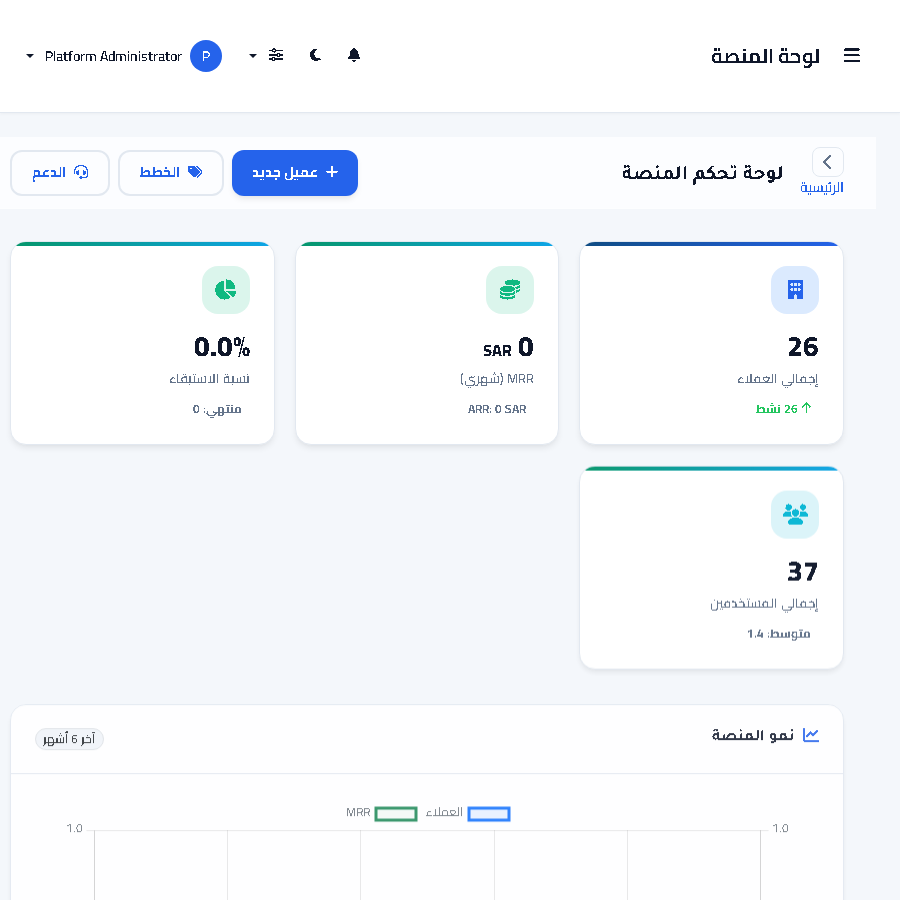 لوحة المنصة
Platform Administrator
P
الرئيسية
لوحة تحكم المنصة
عميل جديد
الخطط
الدعم
26
إجمالي العملاء
26 نشط
0 SAR
MRR (شهري)
ARR: 0 SAR
0.0%
نسبة الاستبقاء
منتهي: 0
37
إجمالي المستخدمين
متوسط: 1.4
نمو المنصة
آخر 6 أشهر
العملاء
MRR
1.0
1.0